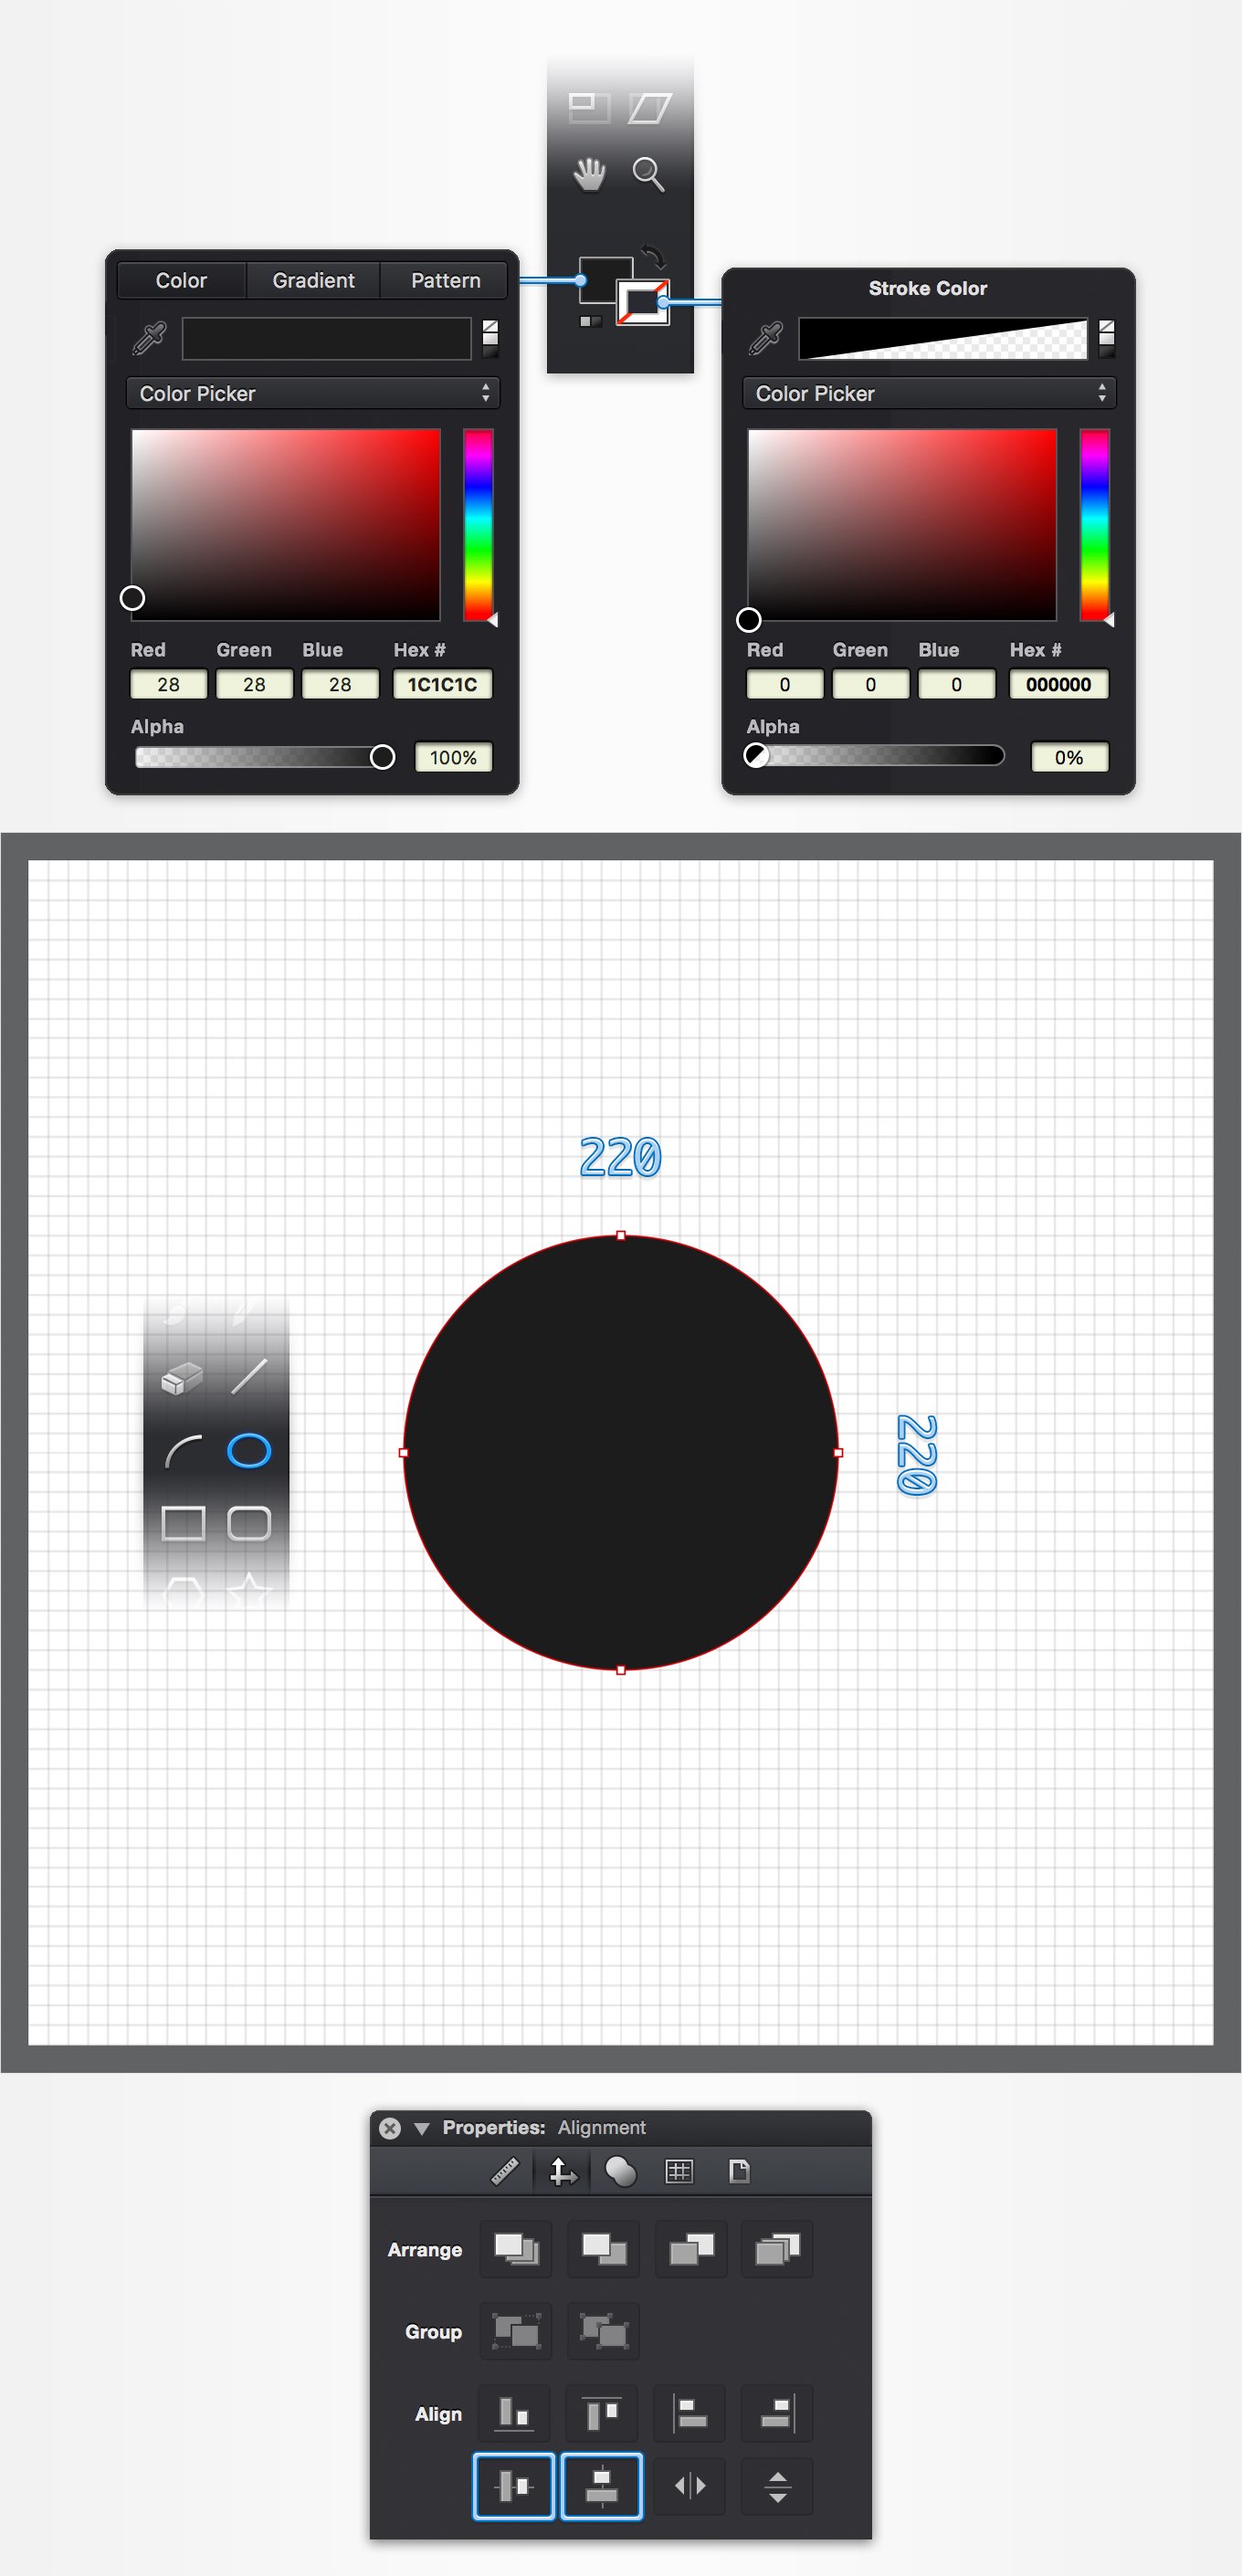 Color Gradient Pattern
Color Picker
Red Green Blue Hex #
28 28 28 1C1C1C
Alpha
100%
Stroke Color
Color Picker
Red Green Blue Hex #
0 0 0 000000
Alpha
0%
220
220
Properties: Alignment
Arrange
Group
Align